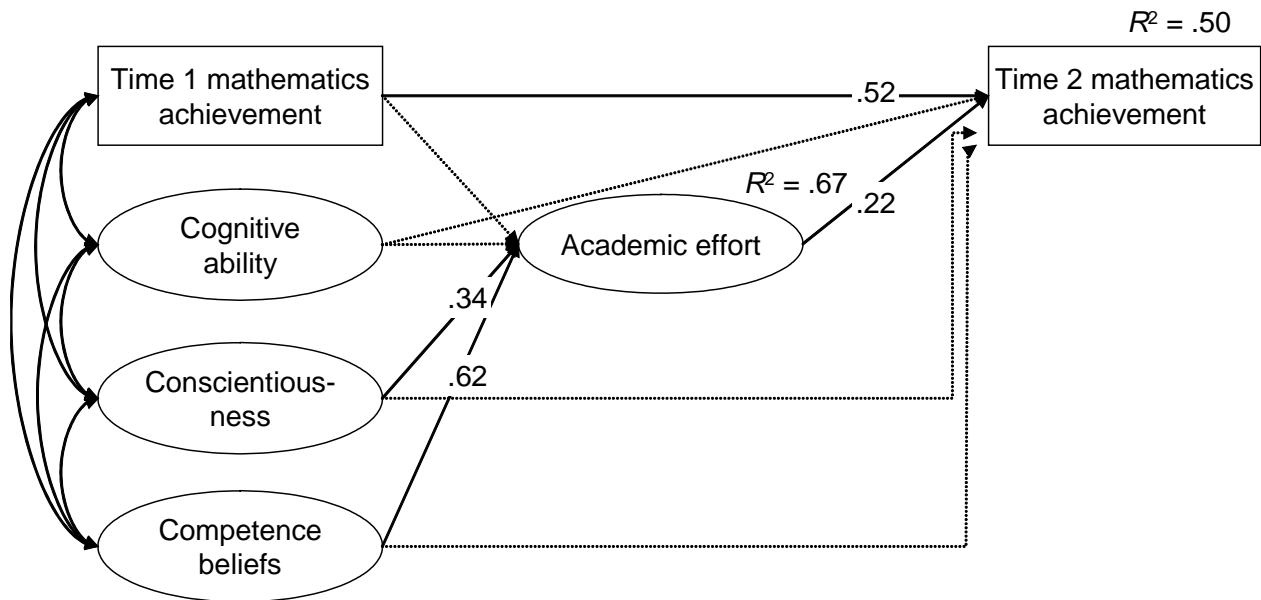 R² = .50
Time 1 mathematics
achievement
Time 2 mathematics
achievement
.52
R² = .67
.22
Cognitive
ability
Academic effort
.34
.62
Conscientious-
ness
Competence
beliefs